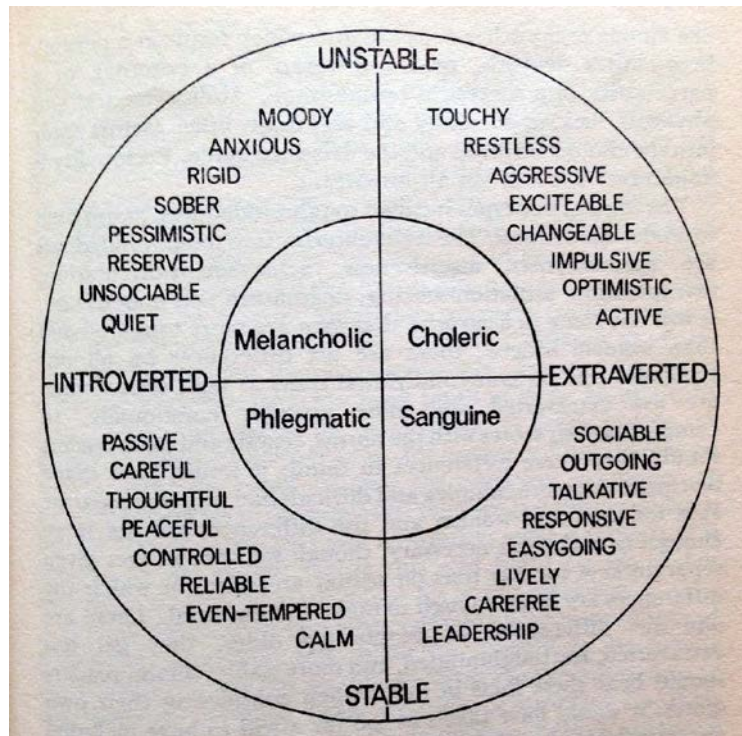 UNSTABLE
MOODY
ANXIOUS
RIGID
SOBER
PESSIMISTIC
RESERVED
UNSOCIABLE
QUIET
TOUCHY
RESTLESS
AGGRESSIVE
EXCITEABLE
CHANGEABLE
IMPULSIVE
OPTIMISTIC
ACTIVE
Melancholic
Choleric
INTROVERTED
EXTRAVERTED
Phlegmatic
Sanguine
PASSIVE
CAREFUL
THOUGHTFUL
PEACEFUL
CONTROLLED
RELIABLE
EVEN-TEMPERED
CALM
SOCIABLE
OUTGOING
TALKATIVE
RESPONSIVE
EASYGOING
LIVELY
CAREFREE
LEADERSHIP
STABLE